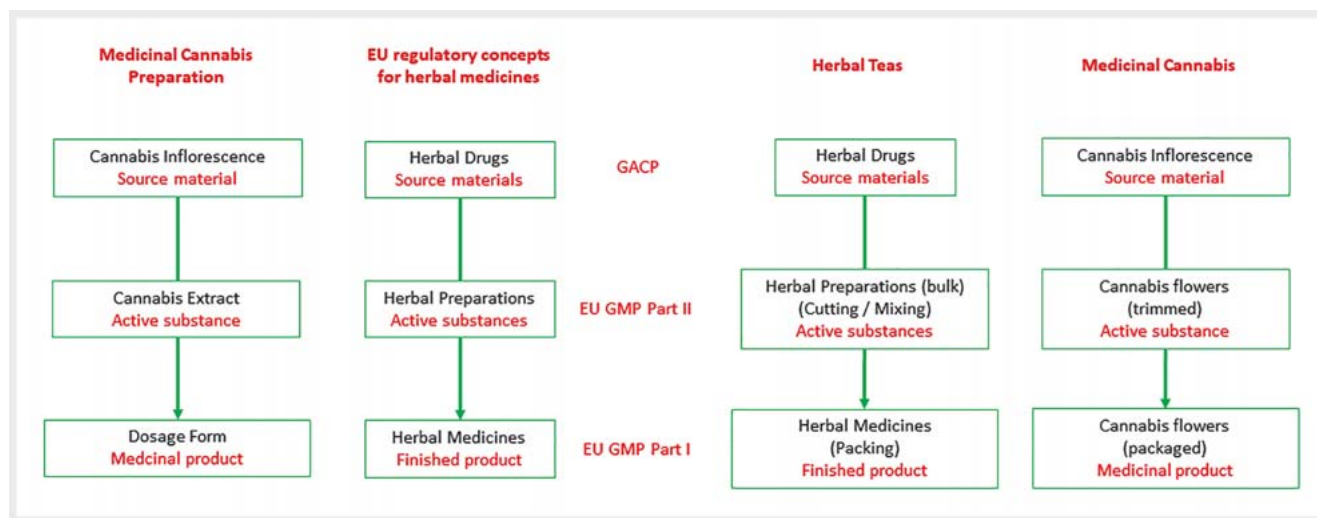 Medicinal Cannabis
Preparation
EU regulatory concepts
for herbal medicines
Herbal Teas
Medicinal Cannabis
Cannabis Inflorescence
Source material
Herbal Drugs
Source materials
GACP
Herbal Drugs
Source materials
Cannabis Inflorescence
Source material
Cannabis Extract
Active substance
Herbal Preparations
Active substances
EU GMP Part II
Herbal Preparations (bulk)
(Cutting / Mixing)
Active substances
Cannabis flowers
(trimmed)
Active substance
Dosage Form
Medcinal product
Herbal Medicines
Finished product
EU GMP Part I
Herbal Medicines
(Packing)
Finished product
Cannabis flowers
(packaged)
Medicinal product